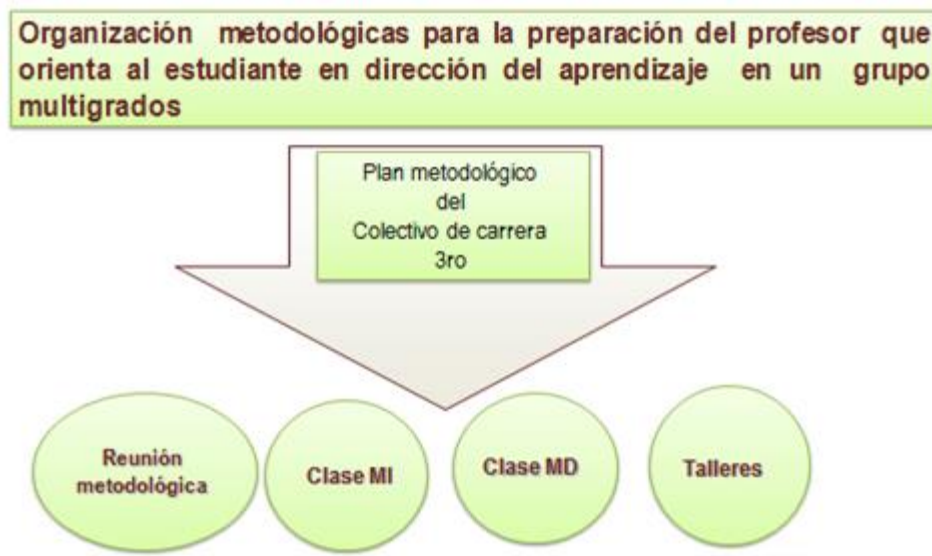 Organización metodológicas para la preparación del profesor que
orienta al estudiante en dirección del aprendizaje en un grupo
multigrados
Plan metodológico
del
Colectivo de carrera
3ro
Reunión
metodológica
Clase MI
Clase MD
Talleres